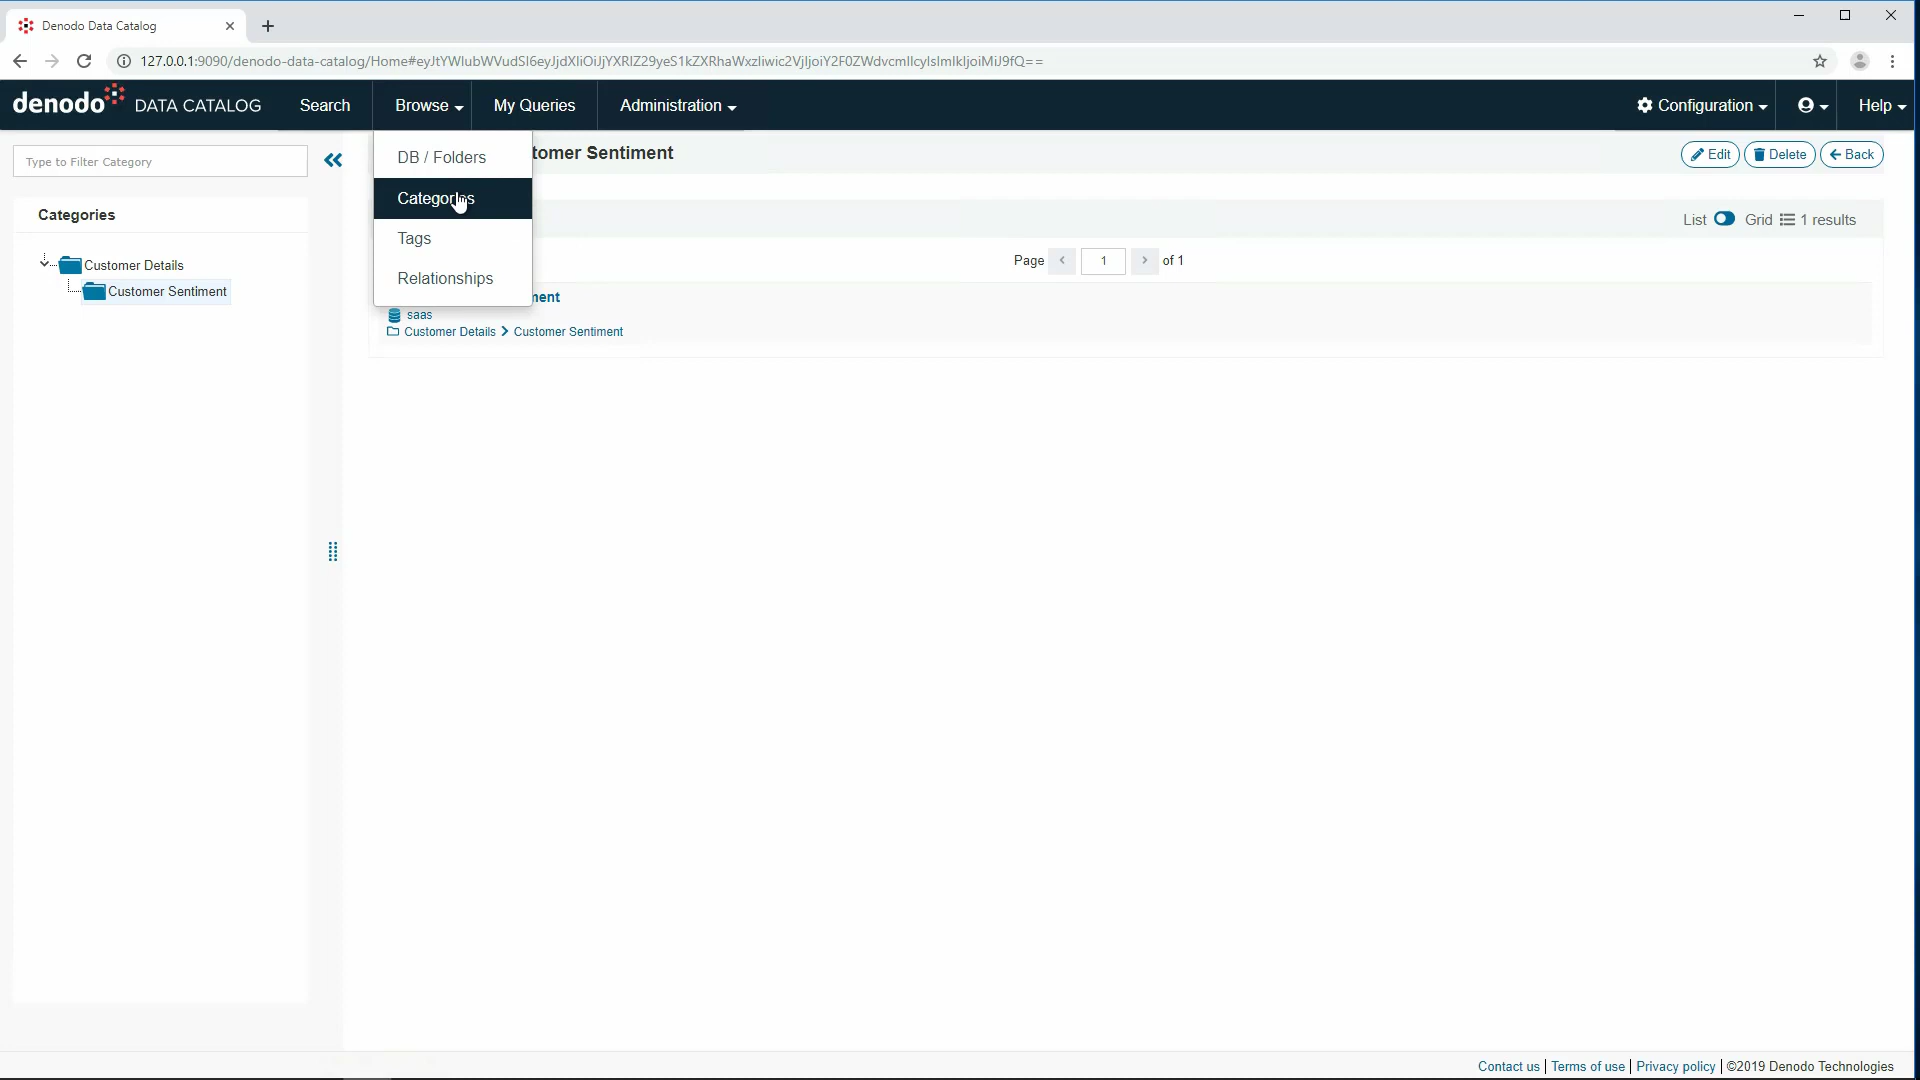 Denodo Data Catalog
127.0.0.1:9090/denodo-data-catalog/Home#
denodo DATA CATALOG
Search
Browse
My Queries
Administration
Configuration
Help
Type to Filter Category
Categories
Customer Details
Customer Sentiment
DB / Folders
Categories
Tags
Relationships
tomer Sentiment
Edit
Delete
Back
List
Grid
1 results
Page
1
of 1
ment
saas
Customer Details > Customer Sentiment
Contact us | Terms of use | Privacy policy | ©2019 Denodo Technologies